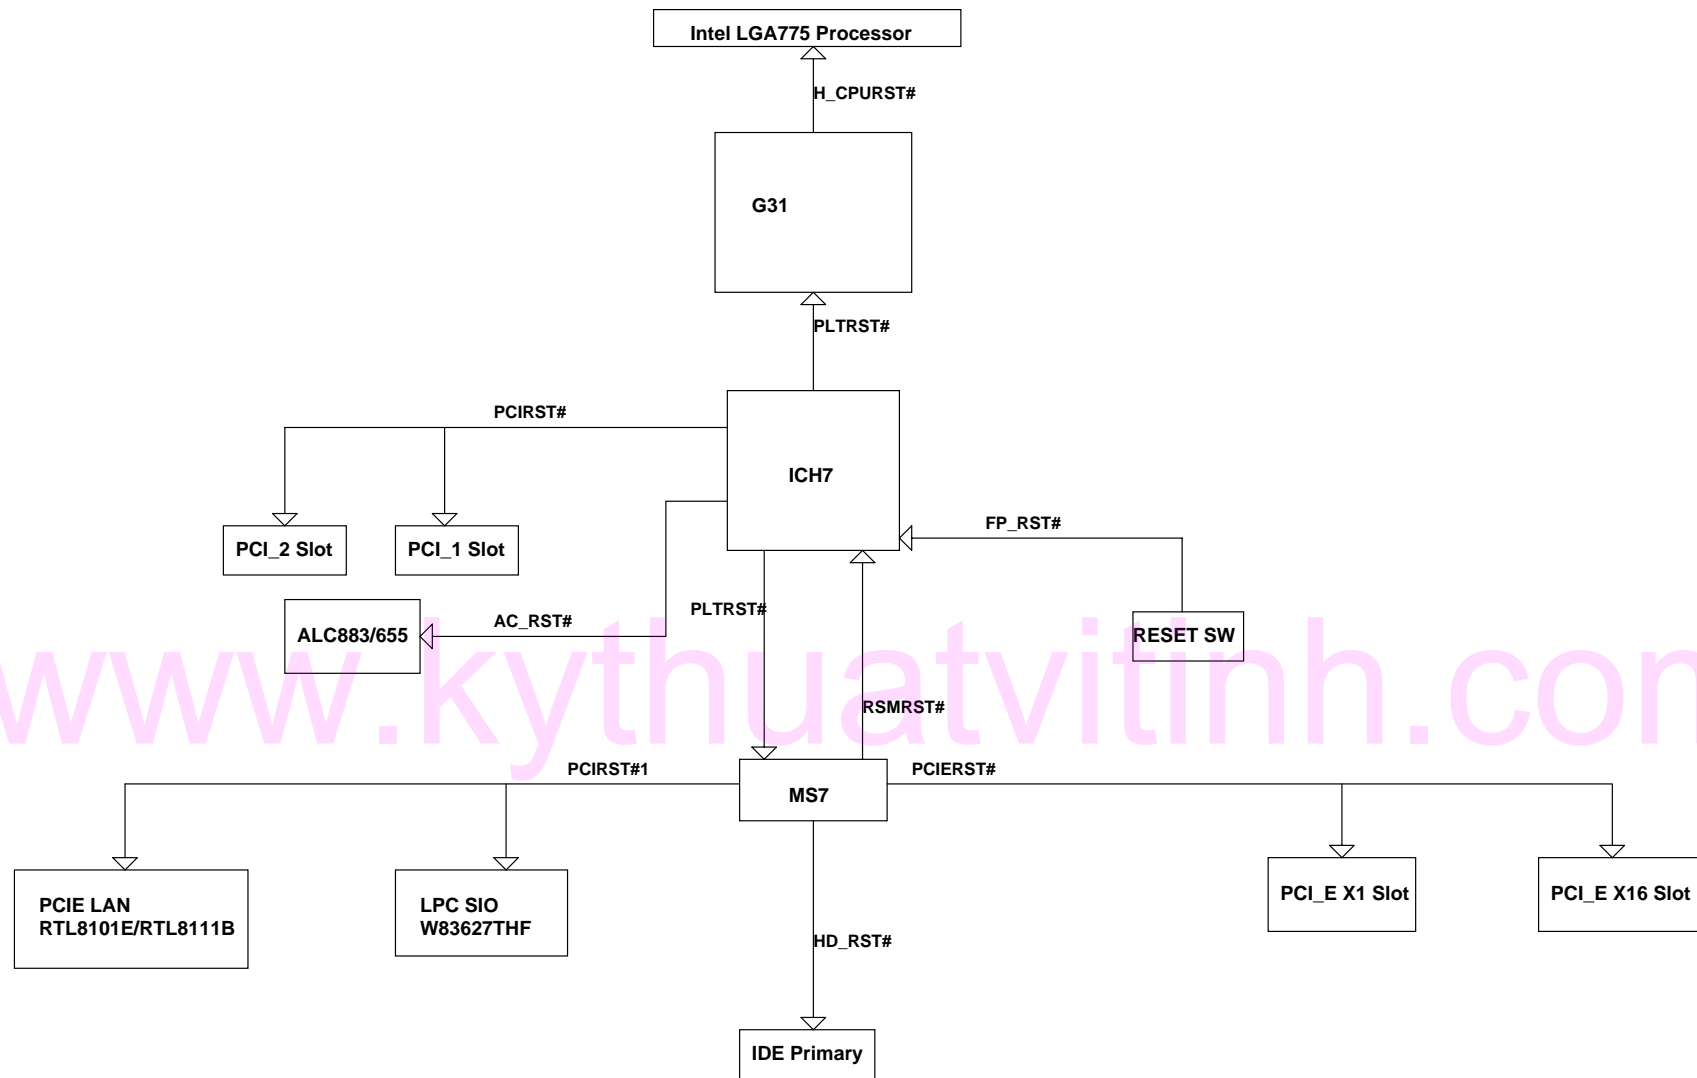 Intel LGA775 Processor
H_CPURST#
G31
PLTRST#
PCIRST#
ICH7
FP_RST#
PCI_2 Slot
PCI_1 Slot
PLTRST#
AC_RST#
ALC883/655
RESET SW
www.kythuatvitinh.com
RSMRST#
PCIRST#1
PCIERST#
MS7
PCIE LAN
RTL8101E/RTL8111B
LPC SIO
W83627THF
PCI_E X1 Slot
PCI_E X16 Slot
HD_RST#
IDE Primary